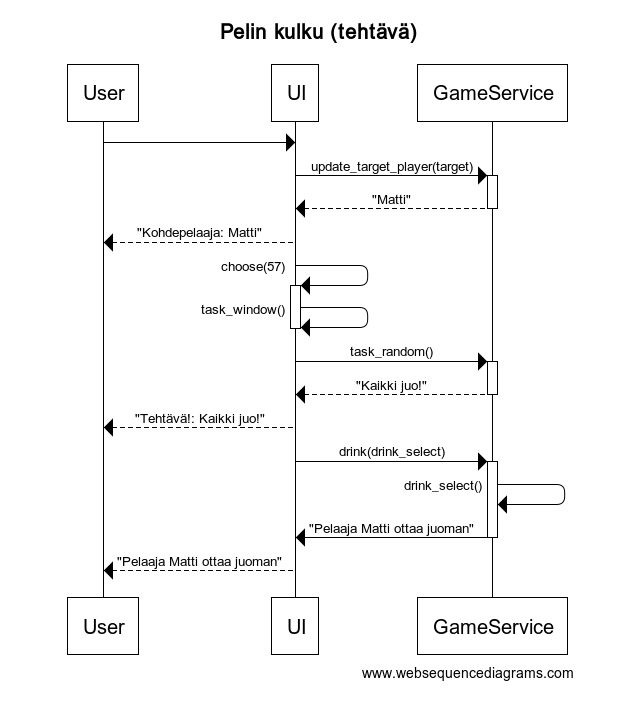 Pelin kulku (tehtävä)
User
UI
GameService
update_target_player(target)
"Matti"
"Kohdepelaaja: Matti"
choose(57)
task_window()
task_random()
"Kaikki juo!"
"Tehtävä!: Kaikki juo!"
drink(drink_select)
drink_select()
"Pelaaja Matti ottaa juoman"
"Pelaaja Matti ottaa juoman"
User
UI
GameService
www.websequencediagrams.com